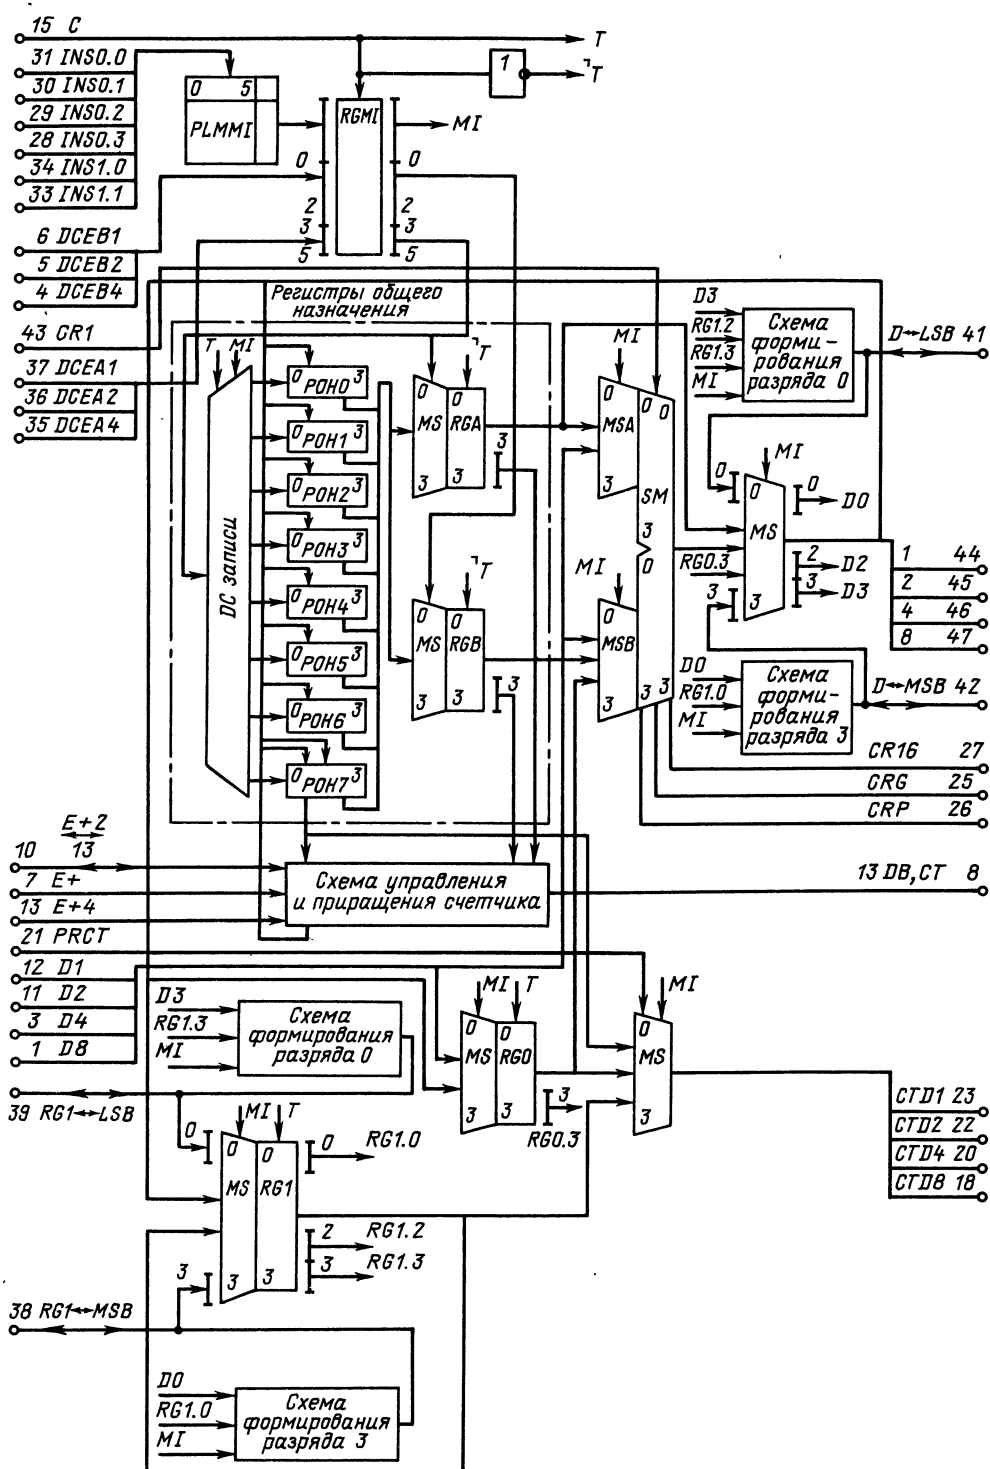 15 C
T
31 INS0.0
1
⌝T
30 INS0.1
0 5
RGMI
29 INS0.2
PLMMI
MI
28 INS0.3
34 INS1.0
0
0
33 INS1.1
2
2
6 DCEB1
3
3
5
5
5 DCEB2
4 DCEB4
Регистры общего
назначения
D3
Схема
форми-
рования
разряда 0
RG1.2
RG1.3
MI
D↔LSB 41
43 CR1
T MI
⌝T
MI
37 DCEA1
36 DCEA2
35 DCEA4
0 РОН0 3
0 РОН1 3
0 РОН2 3
0 РОН3 3
0 РОН4 3
0 РОН5 3
0 РОН6 3
0 РОН7 3
DC записи
0
MS
3
0
RGA
3
3
0
MSA
3
0 0
SM
3
0
MI
0
0
MS
3
0
D0
RG0.3
3
2
D2
3
D3
1 44
2 45
4 46
8 47
⌝T
MI
0
MS
3
0
RGB
3
3
0
MSB
3
3 3
D0
RG1.0
MI
Схема
форми-
рования
разряда 3
D↔MSB 42
CR16 27
CRG 25
CRP 26
E+2
10 13
7 E+
13 E+4
Схема управления
и приращения счетчика
13 DB,CT 8
21 PRCT
12 D1
11 D2
3 D4
1 D8
D3
RG1.3
MI
Схема
формирования
разряда 0
MI T
0
MS
3
0
RG0
3
3
RG0.3
MI
0
MS
3
39 RG1↔LSB
CTD1 23
CTD2 22
CTD4 20
CTD8 18
MI T
0
0
MS
3
0
RG1
3
0
RG1.0
2
RG1.2
3
RG1.3
3
38 RG1↔MSB
D0
RG1.0
MI
Схема
формирования
разряда 3